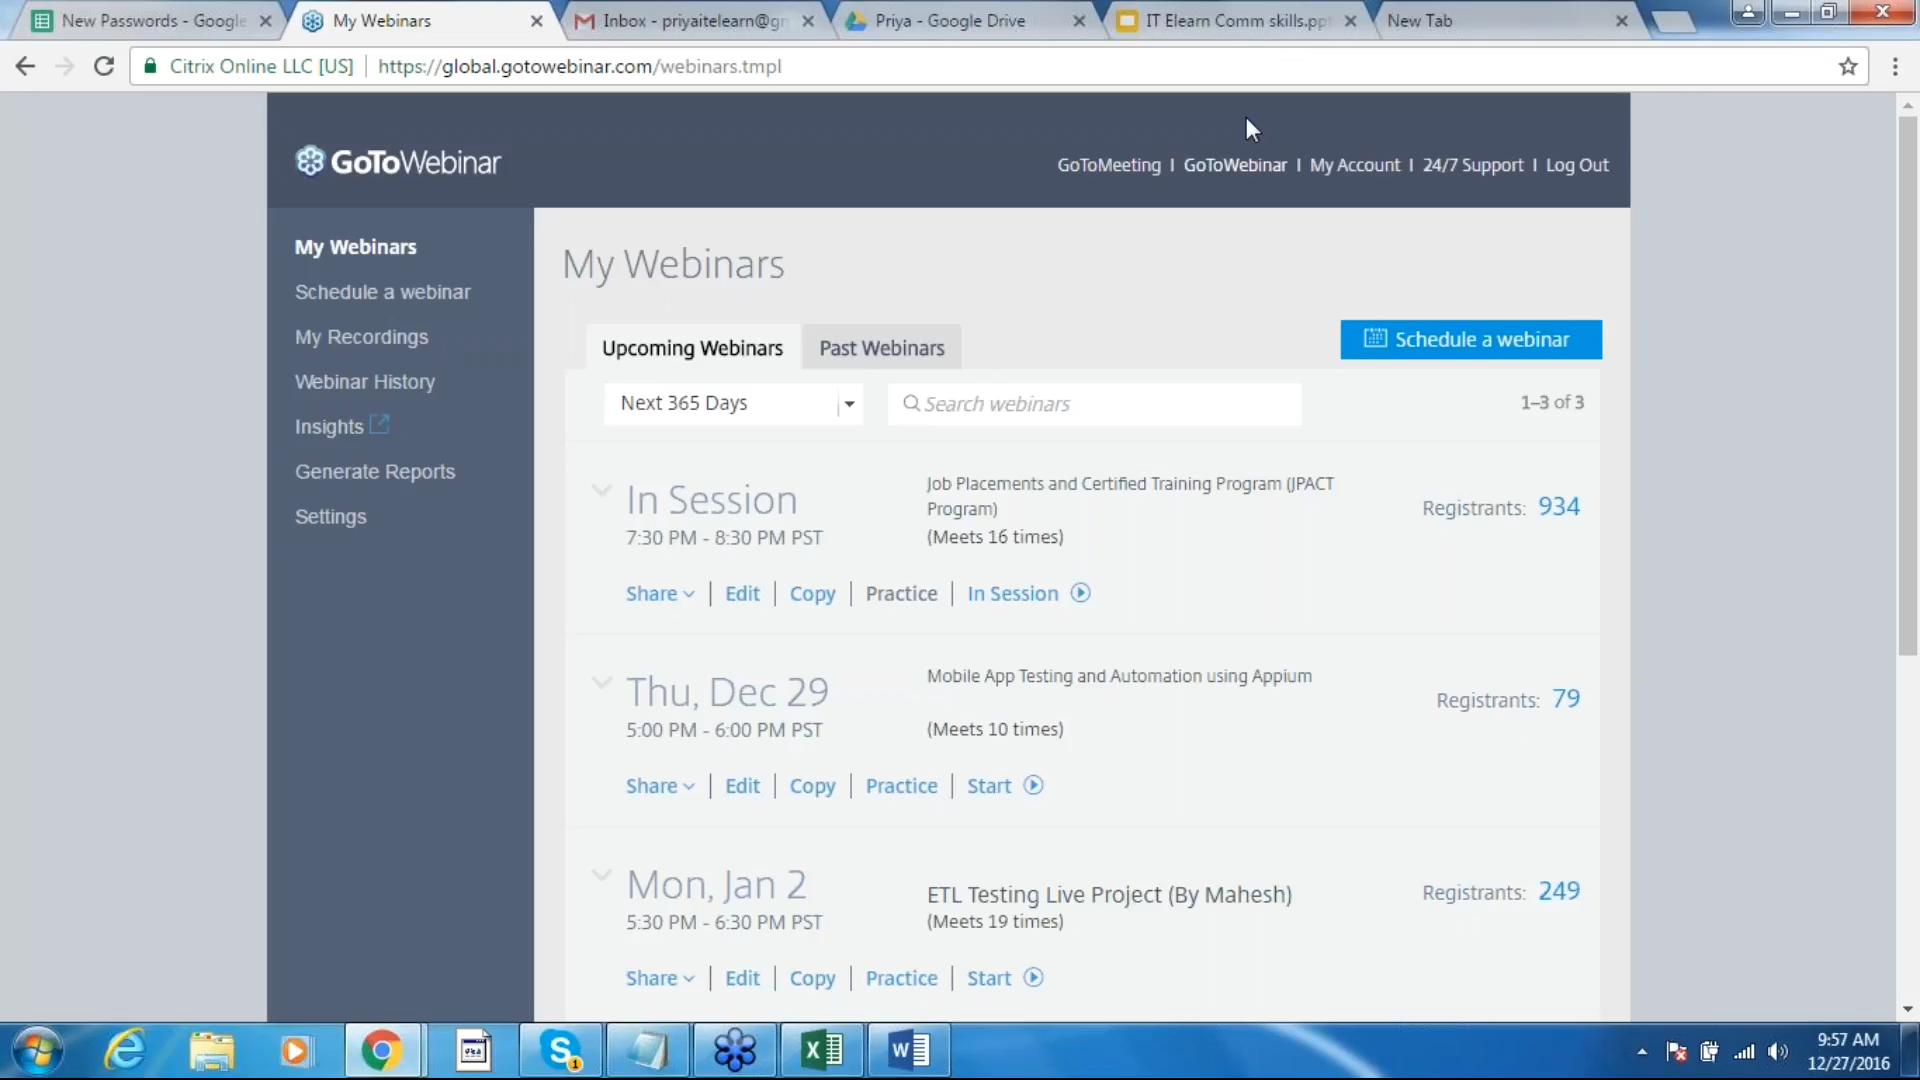 New Passwords - Google
My Webinars
Inbox - priyaitelearn@gm
Priya - Google Drive
IT Elearn Comm skills.ppt
New Tab
Citrix Online LLC [US]
https://global.gotowebinar.com/webinars.tmpl
GoToWebinar
GoToMeeting | GoToWebinar | My Account | 24/7 Support | Log Out
My Webinars
Schedule a webinar
My Recordings
Webinar History
Insights
Generate Reports
Settings
My Webinars
Upcoming Webinars
Past Webinars
Schedule a webinar
Next 365 Days
Search webinars
1–3 of 3
In Session
7:30 PM - 8:30 PM PST
Job Placements and Certified Training Program (JPACT
Program)
(Meets 16 times)
Registrants: 934
Share | Edit | Copy | Practice | In Session
Thu, Dec 29
5:00 PM - 6:00 PM PST
Mobile App Testing and Automation using Appium
(Meets 10 times)
Registrants: 79
Share | Edit | Copy | Practice | Start
Mon, Jan 2
5:30 PM - 6:30 PM PST
ETL Testing Live Project (By Mahesh)
(Meets 19 times)
Registrants: 249
Share | Edit | Copy | Practice | Start
9:57 AM
12/27/2016